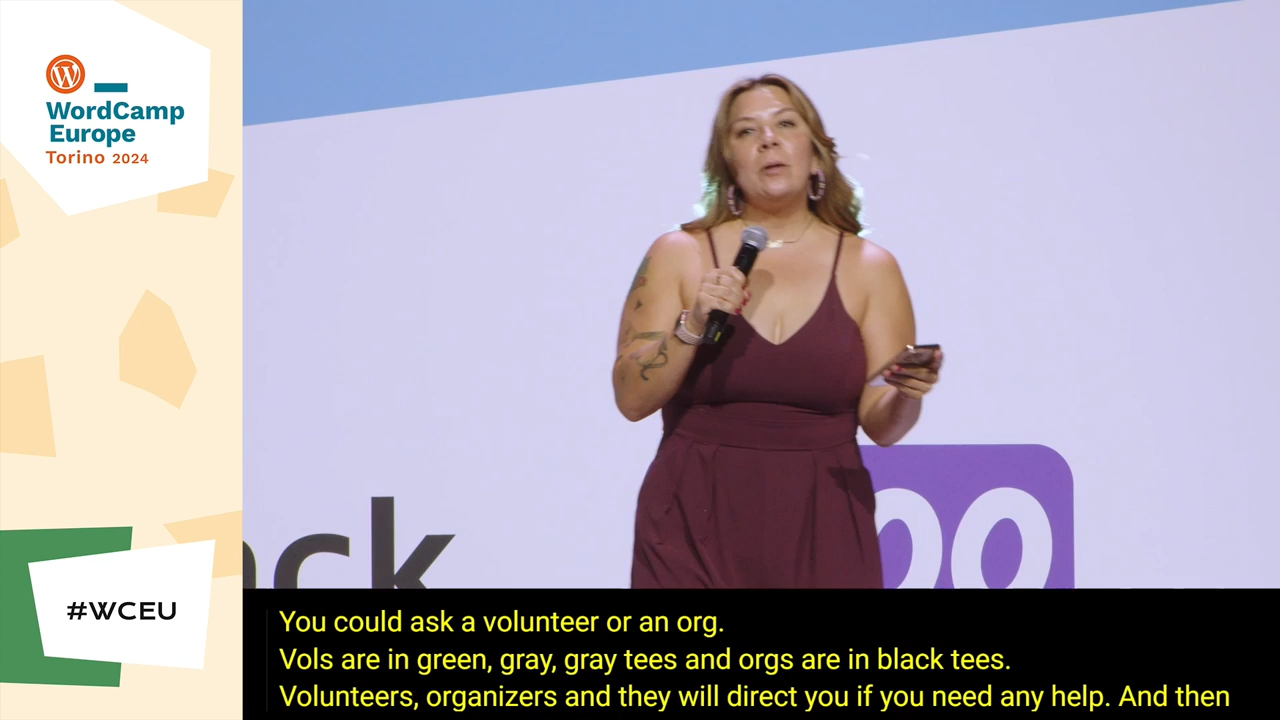 WordCamp
Europe
Torino 2024
#WCEU
ck
oo
You could ask a volunteer or an org.
Vols are in green, gray, gray tees and orgs are in black tees.
Volunteers, organizers and they will direct you if you need any help. And then